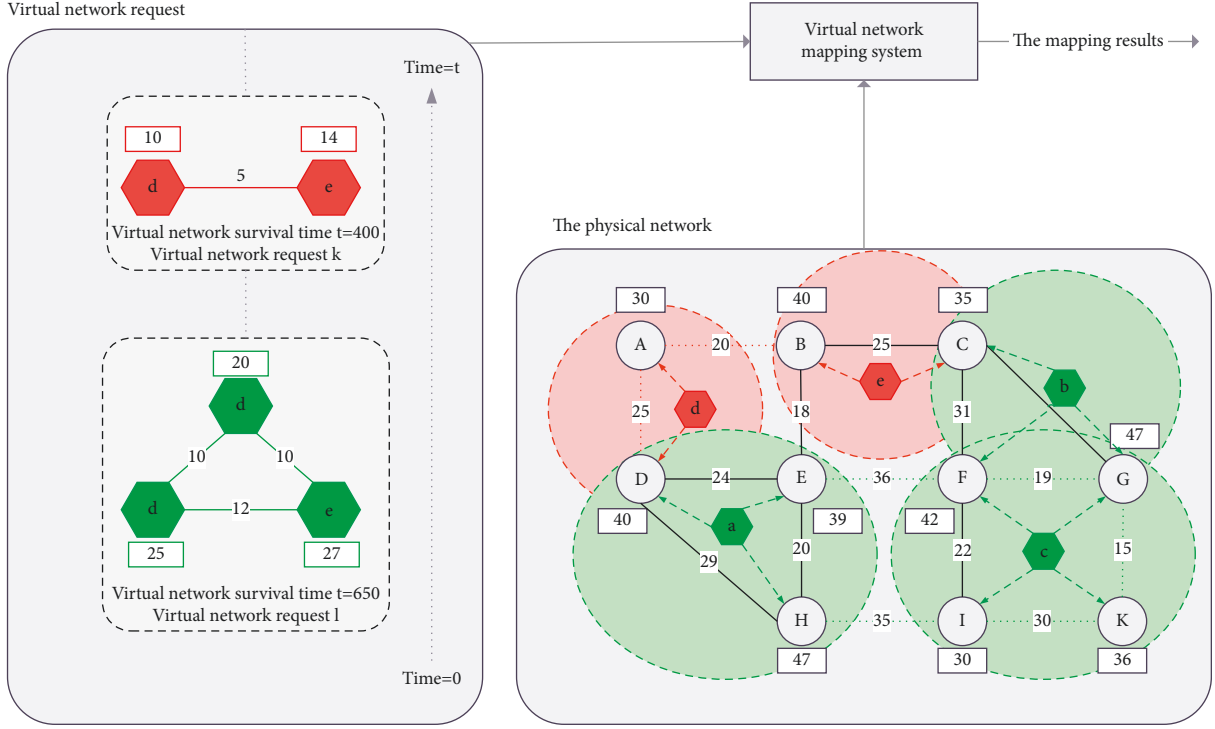 Virtual network request
Virtual network
mapping system
The mapping results
Time=t
10
14
d
5
e
Virtual network survival time t=400
Virtual network request k
The physical network
20
d
10
10
d
12
e
25
27
Virtual network survival time t=650
Virtual network request l
Time=0
30
40
35
A
20
B
25
C
e
b
25
d
18
31
47
D
24
E
36
F
19
G
40
a
39
42
29
20
22
c
15
H
35
I
30
K
47
30
36